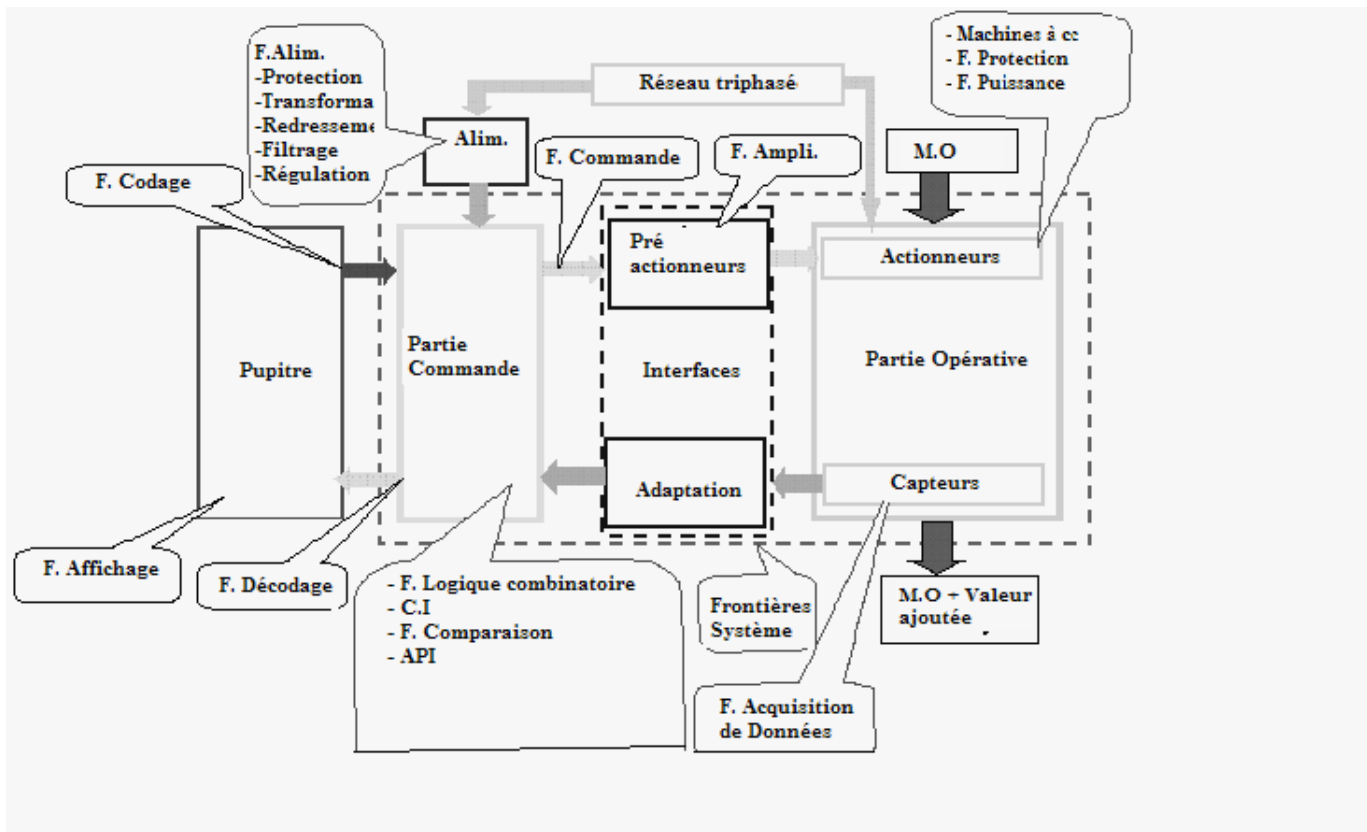 F.Alim.
-Protection
-Transforma
-Redresseme
-Filtrage
-Régulation
Réseau triphasé
- Machines à cc
- F. Protection
- F. Puissance
Alim.
F. Commande
F. Ampli.
M.O
F. Codage
Pré
actionneurs
Actionneurs
Pupitre
Partie
Commande
Interfaces
Partie Opérative
Adaptation
Capteurs
F. Affichage
F. Décodage
- F. Logique combinatoire
- C.I
- F. Comparaison
- API
Frontières
Système
M.O + Valeur
ajoutée
F. Acquisition
de Données